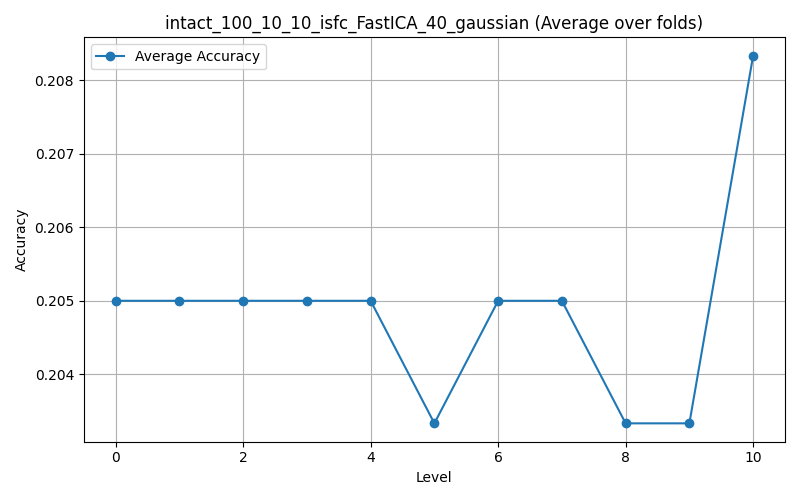 intact_100_10_10_isfc_FastICA_40_gaussian (Average over folds)
Average Accuracy
0.208
0.207
0.206
0.205
0.204
Accuracy
0 2 4 6 8 10
Level